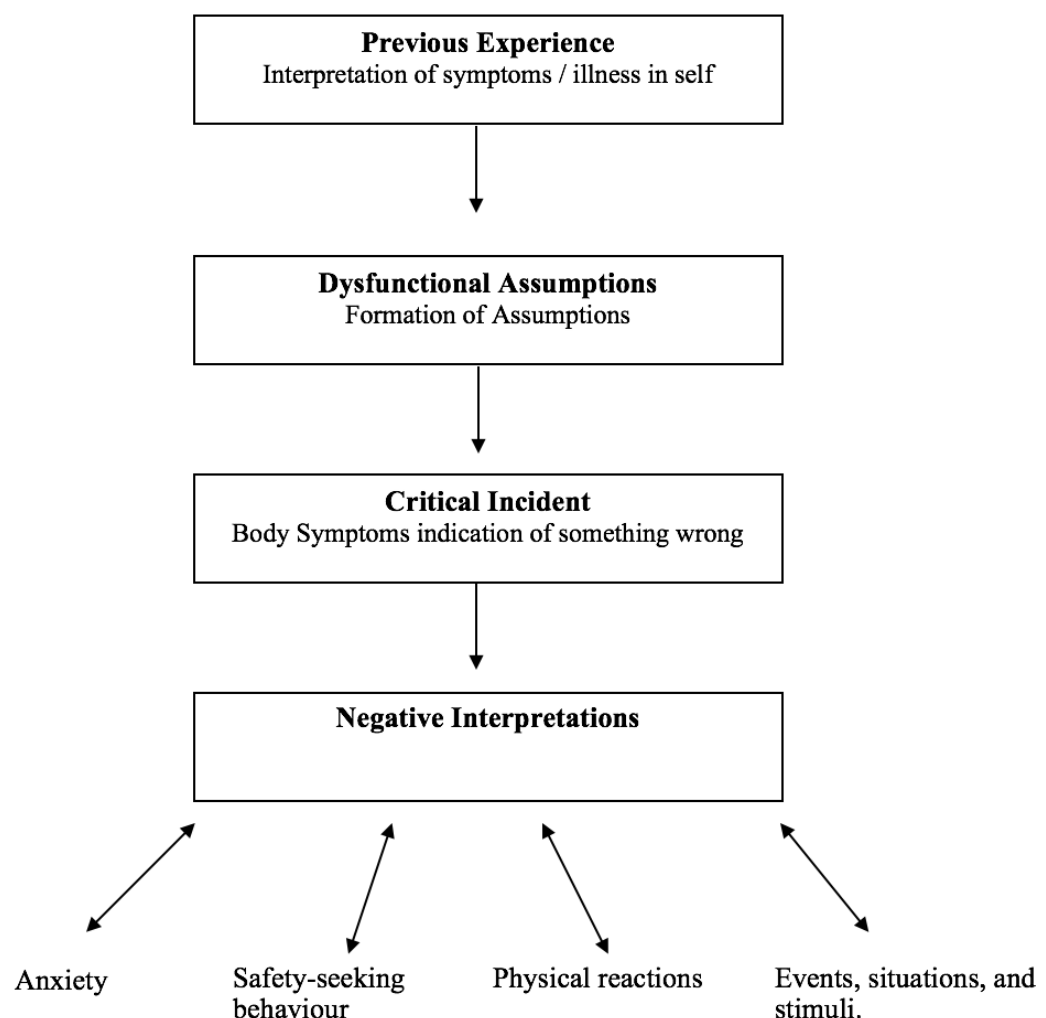 Previous Experience
Interpretation of symptoms / illness in self
Dysfunctional Assumptions
Formation of Assumptions
Critical Incident
Body Symptoms indication of something wrong
Negative Interpretations
Anxiety
Safety-seeking
behaviour
Physical reactions
Events, situations, and
stimuli.